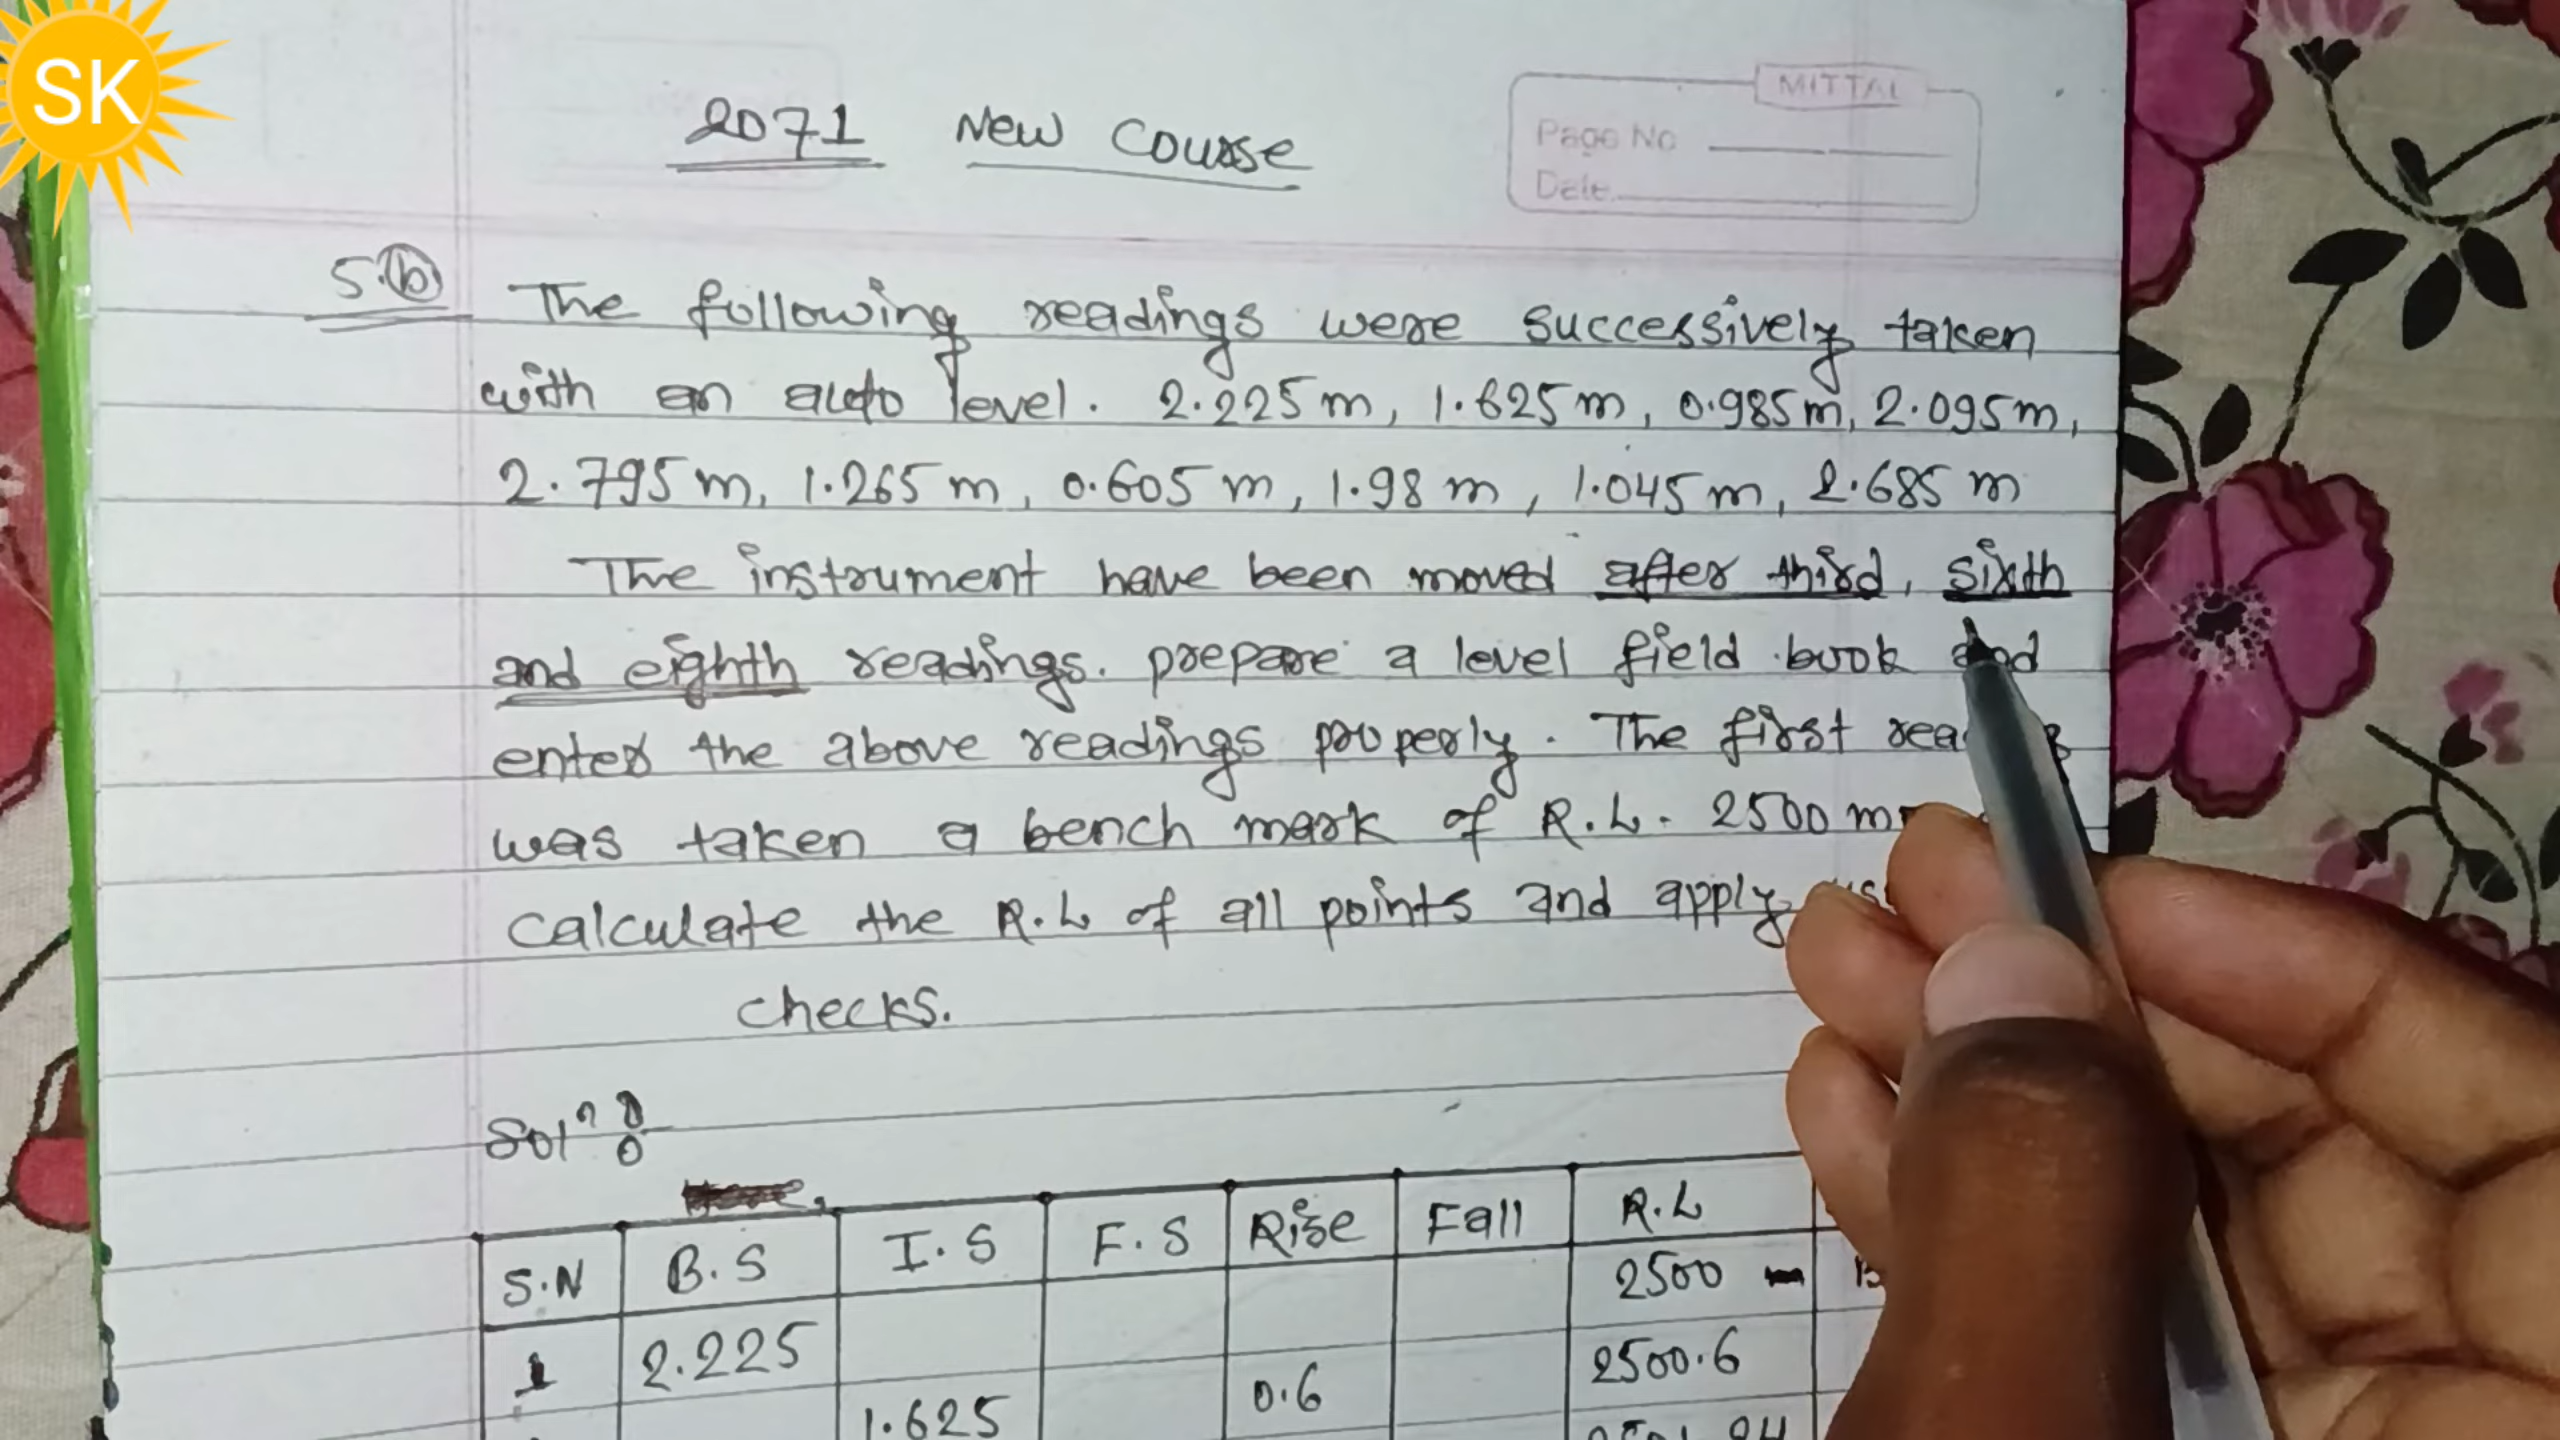 SK
2071 New Course
MITTAL
Page No
Date
5.(b) The following readings were successively taken
with an auto level. 2.225 m, 1.625 m, 0.985 m, 2.095 m,
2.795 m, 1.265 m, 0.605 m, 1.98 m, 1.045 m, 2.685 m
The instrument have been moved after third, sixth
and eighth readings. prepare a level field book and
enter the above readings properly. The first
was taken a bench mark of R.L. 2500
calculate the R.L of all points and apply
checks.
Solⁿ:
S.N B.S I.S F.S Rise Fall R.L
2500
1 2.225 2500.6
1.625 0.6